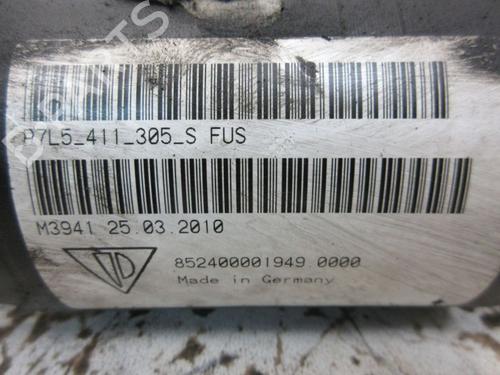 P7L5_411_305_S FUS
M3941 25.03.2010
852400001949 0000
Made in Germany